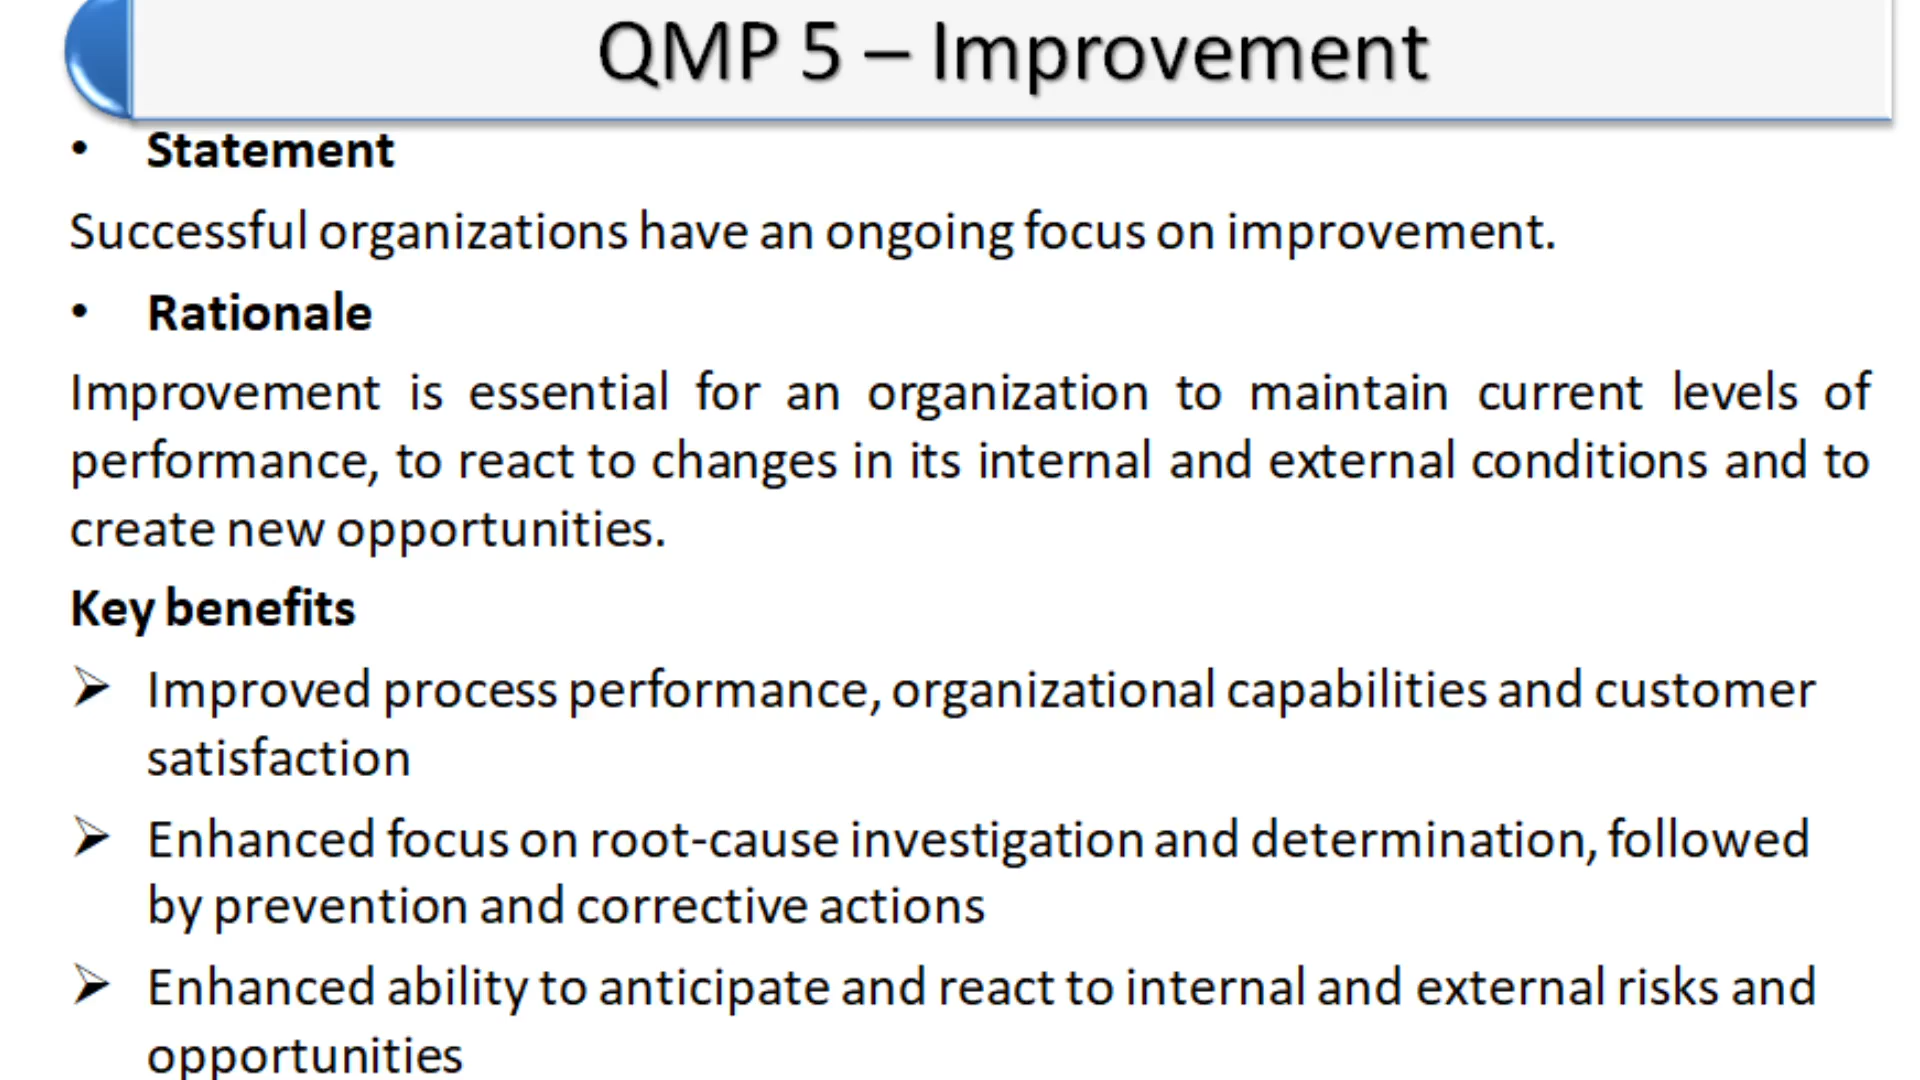 QMP 5 – Improvement
• Statement
Successful organizations have an ongoing focus on improvement.
• Rationale
Improvement is essential for an organization to maintain current levels of
performance, to react to changes in its internal and external conditions and to
create new opportunities.
Key benefits
➢ Improved process performance, organizational capabilities and customer
satisfaction
➢ Enhanced focus on root-cause investigation and determination, followed
by prevention and corrective actions
➢ Enhanced ability to anticipate and react to internal and external risks and
opportunities